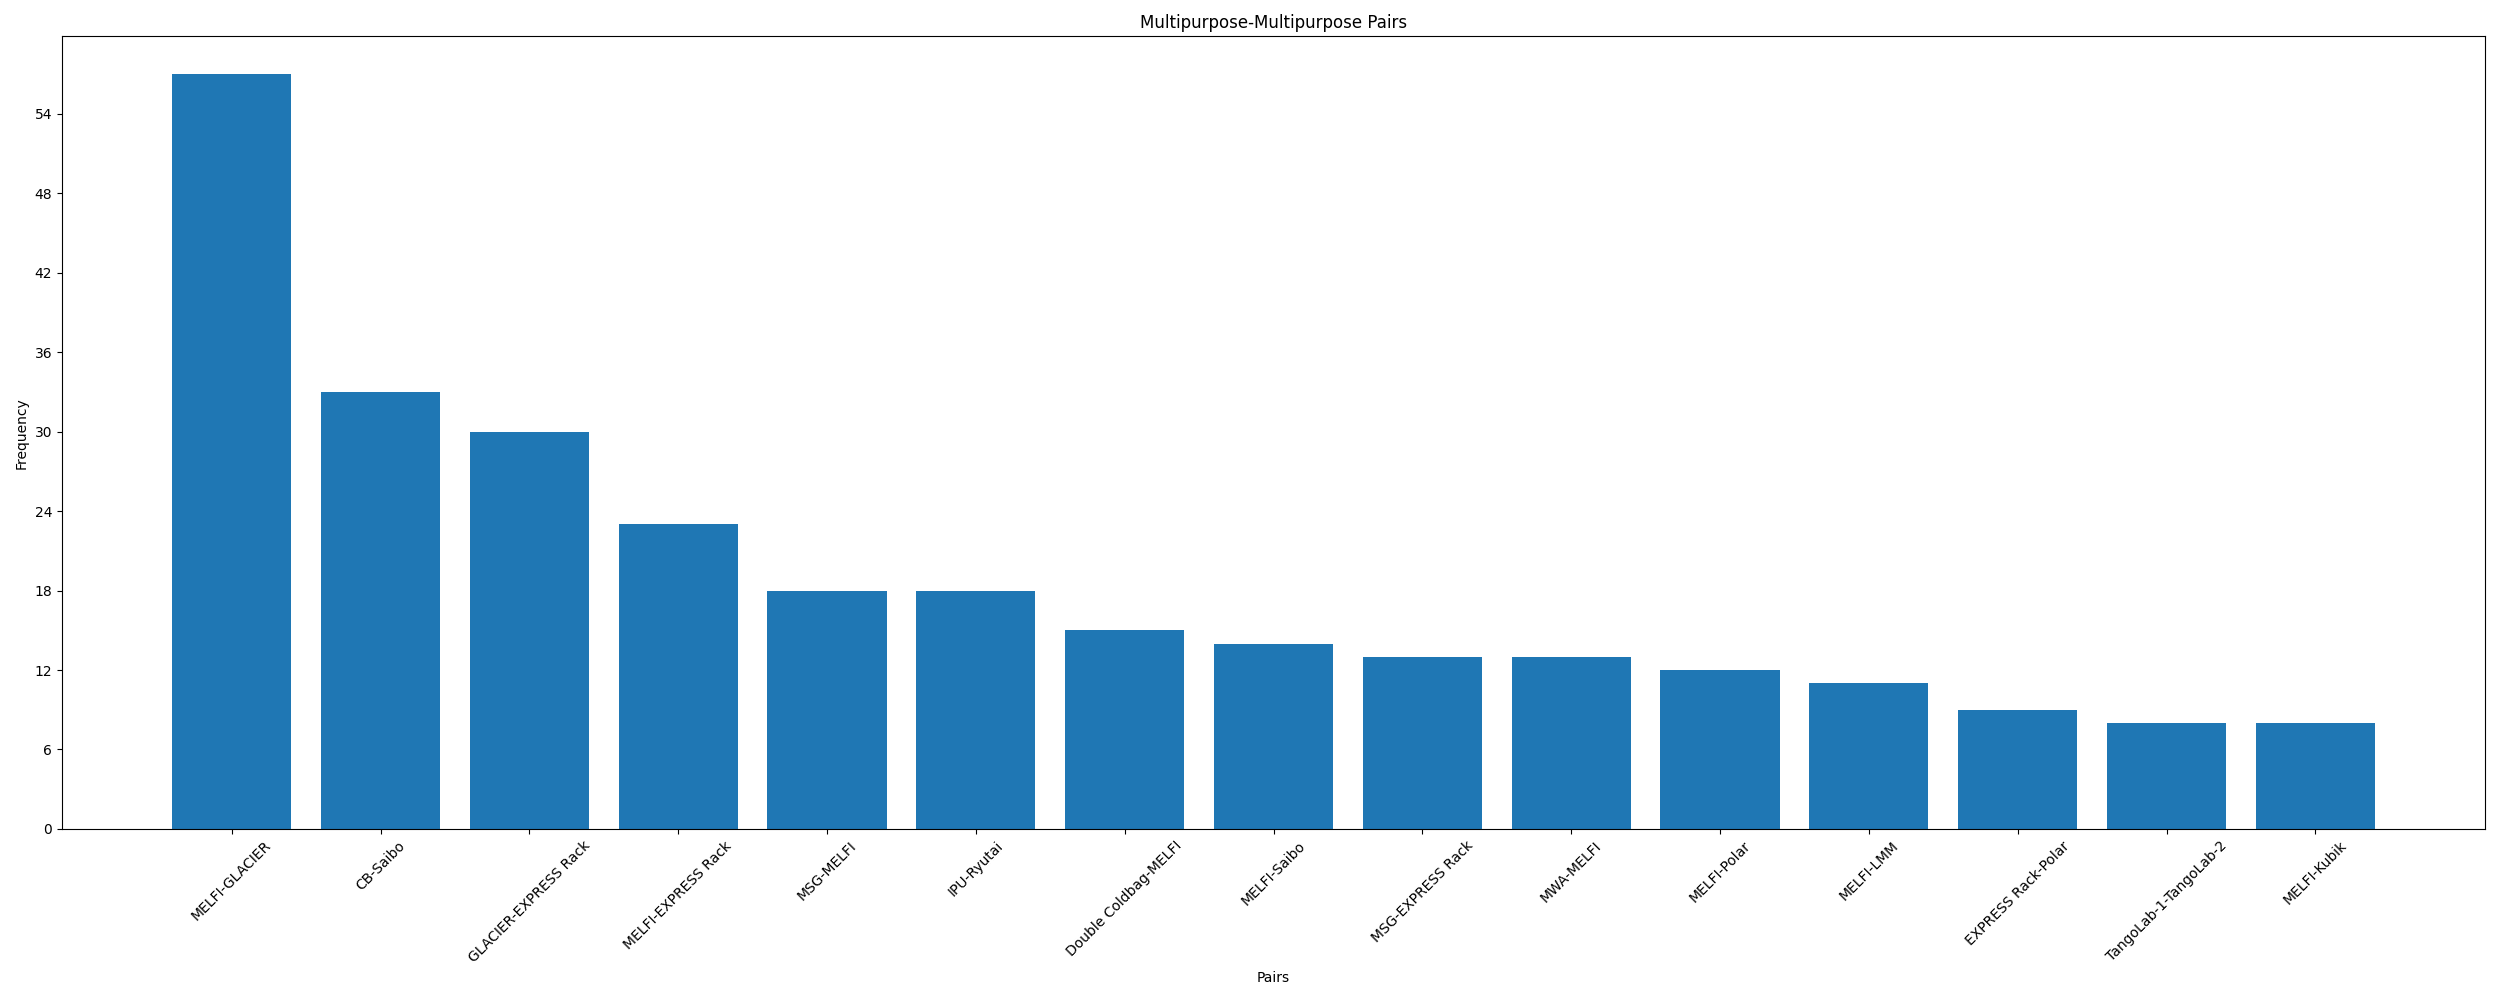 Multipurpose-Multipurpose Pairs
Frequency
54
48
42
36
30
24
18
12
6
0
MELFI-GLACIER
CB-Saibo
GLACIER-EXPRESS Rack
MELFI-EXPRESS Rack
MSG-MELFI
IPU-Ryutai
Double Coldbag-MELFI
MELFI-Saibo
MSG-EXPRESS Rack
MWA-MELFI
MELFI-Polar
MELFI-LMM
EXPRESS Rack-Polar
TangoLab-1-TangoLab-2
MELFI-Kubik
Pairs